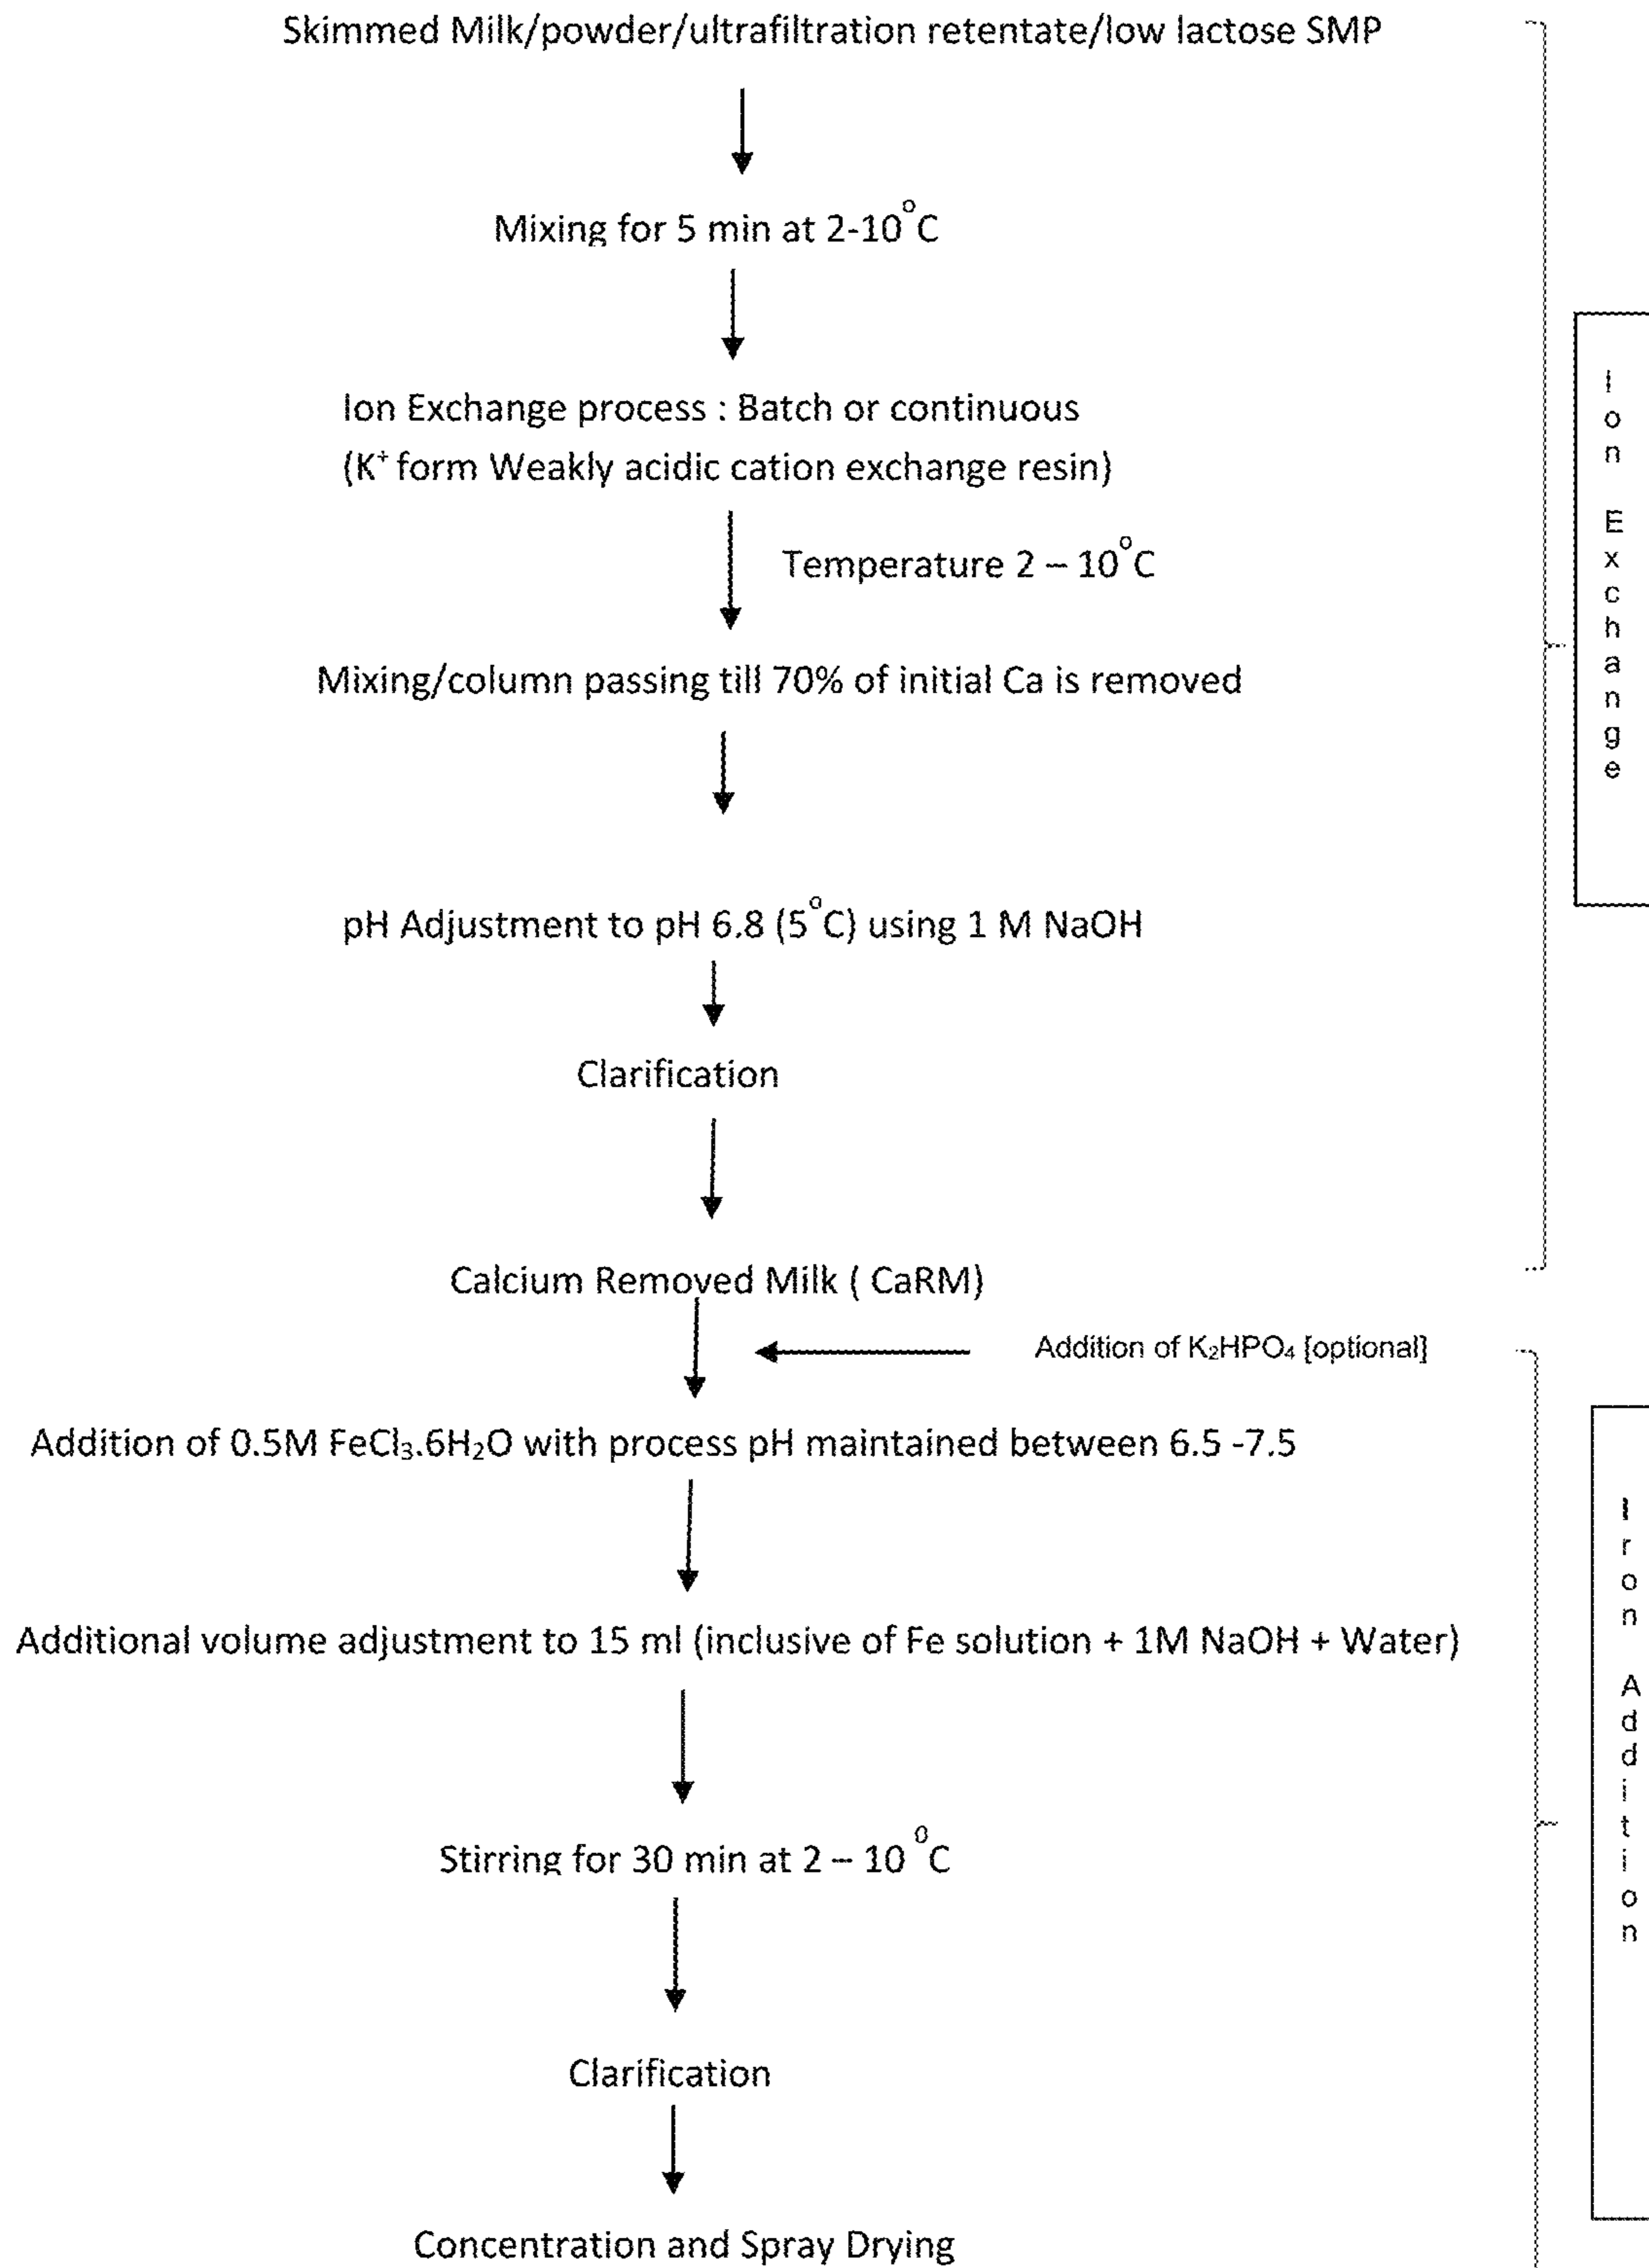 Skimmed Milk/powder/ultrafiltration retentate/low lactose SMP
Mixing for 5 min at 2-10°C
Ion Exchange process : Batch or continuous
(K⁺ form Weakly acidic cation exchange resin)
Temperature 2 – 10°C
Mixing/column passing till 70% of initial Ca is removed
pH Adjustment to pH 6.8 (5°C) using 1 M NaOH
Clarification
Calcium Removed Milk ( CaRM)
Ion Exchange
Addition of K₂HPO₄ [optional]
Addition of 0.5M FeCl₃.6H₂O with process pH maintained between 6.5 -7.5
Additional volume adjustment to 15 ml (inclusive of Fe solution + 1M NaOH + Water)
Stirring for 30 min at 2 – 10 °C
Clarification
Concentration and Spray Drying
Iron Addition